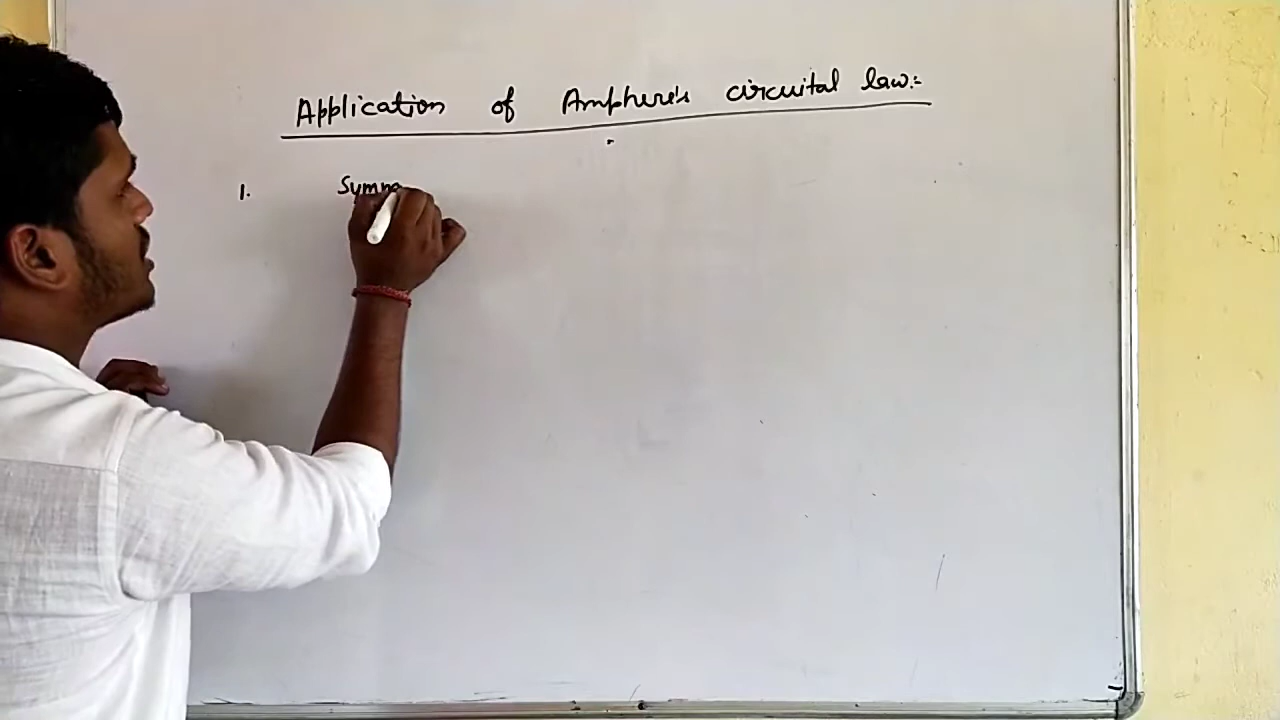 Application of Amphere's circuital law:-
1. Symm